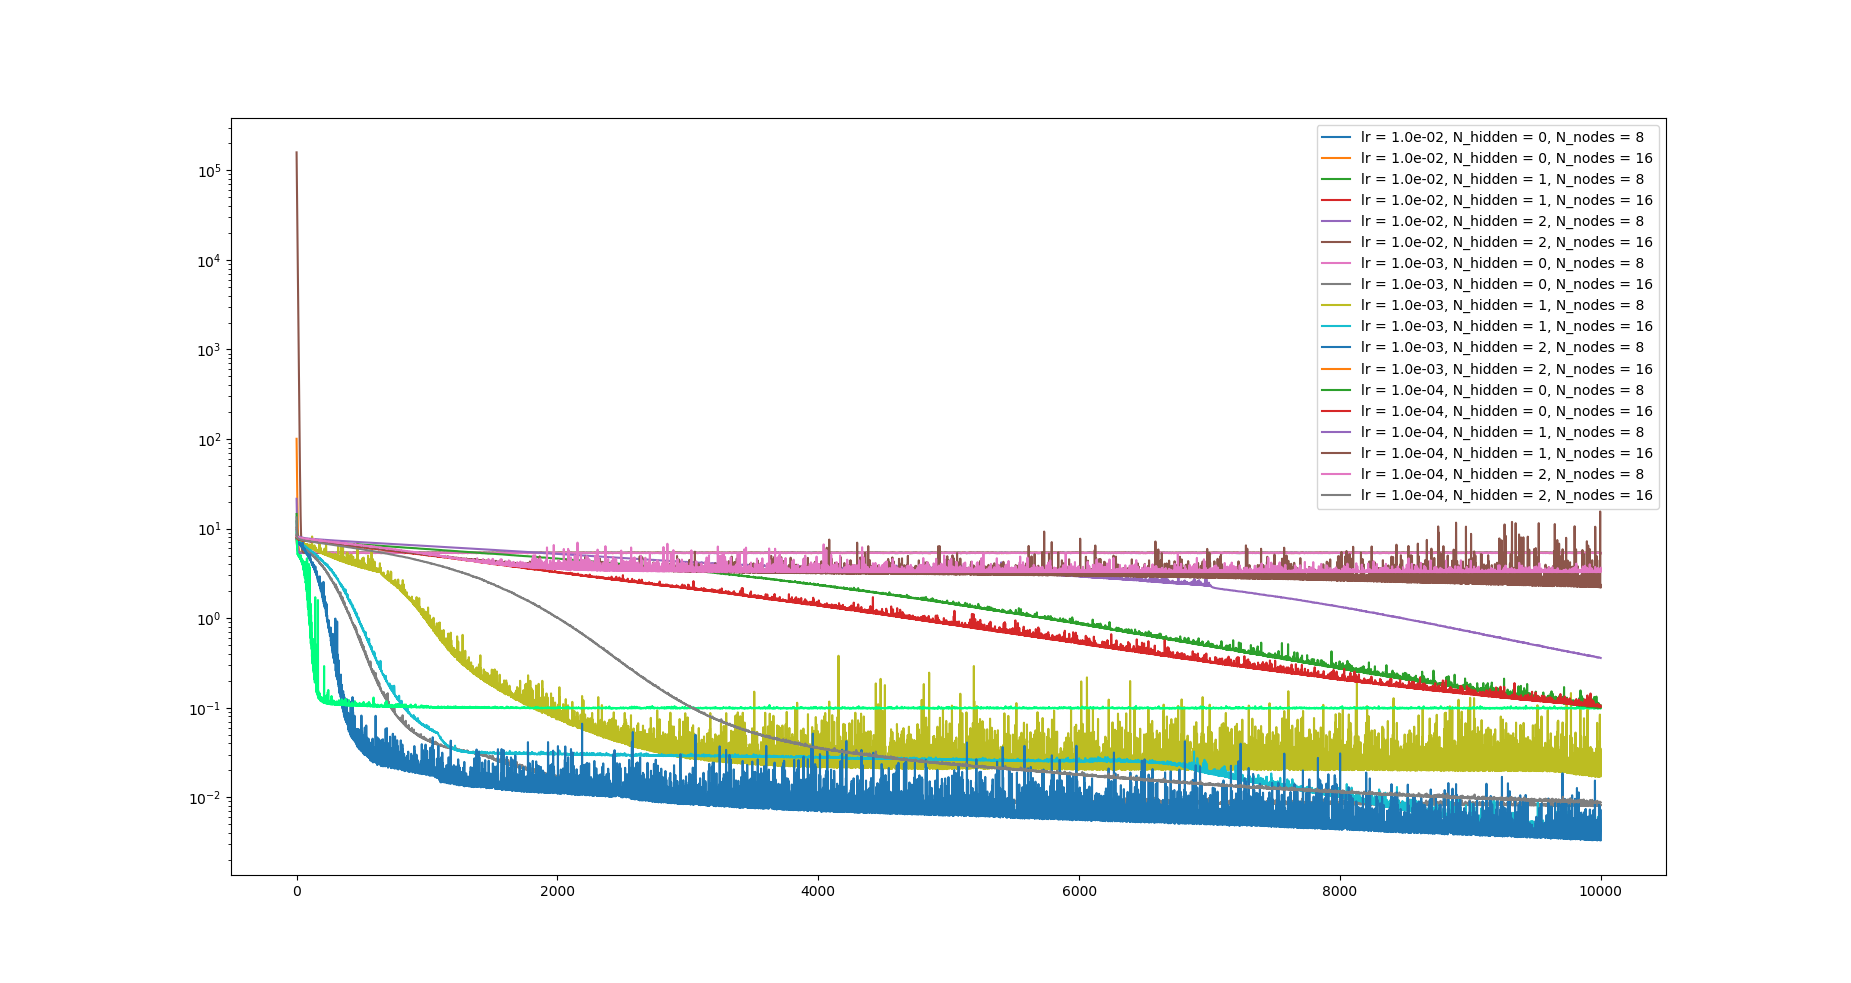 10^5
10^4
10^3
10^2
10^1
10^0
10^-1
10^-2
0 2000 4000 6000 8000 10000
lr = 1.0e-02, N_hidden = 0, N_nodes = 8
lr = 1.0e-02, N_hidden = 0, N_nodes = 16
lr = 1.0e-02, N_hidden = 1, N_nodes = 8
lr = 1.0e-02, N_hidden = 1, N_nodes = 16
lr = 1.0e-02, N_hidden = 2, N_nodes = 8
lr = 1.0e-02, N_hidden = 2, N_nodes = 16
lr = 1.0e-03, N_hidden = 0, N_nodes = 8
lr = 1.0e-03, N_hidden = 0, N_nodes = 16
lr = 1.0e-03, N_hidden = 1, N_nodes = 8
lr = 1.0e-03, N_hidden = 1, N_nodes = 16
lr = 1.0e-03, N_hidden = 2, N_nodes = 8
lr = 1.0e-03, N_hidden = 2, N_nodes = 16
lr = 1.0e-04, N_hidden = 0, N_nodes = 8
lr = 1.0e-04, N_hidden = 0, N_nodes = 16
lr = 1.0e-04, N_hidden = 1, N_nodes = 8
lr = 1.0e-04, N_hidden = 1, N_nodes = 16
lr = 1.0e-04, N_hidden = 2, N_nodes = 8
lr = 1.0e-04, N_hidden = 2, N_nodes = 16